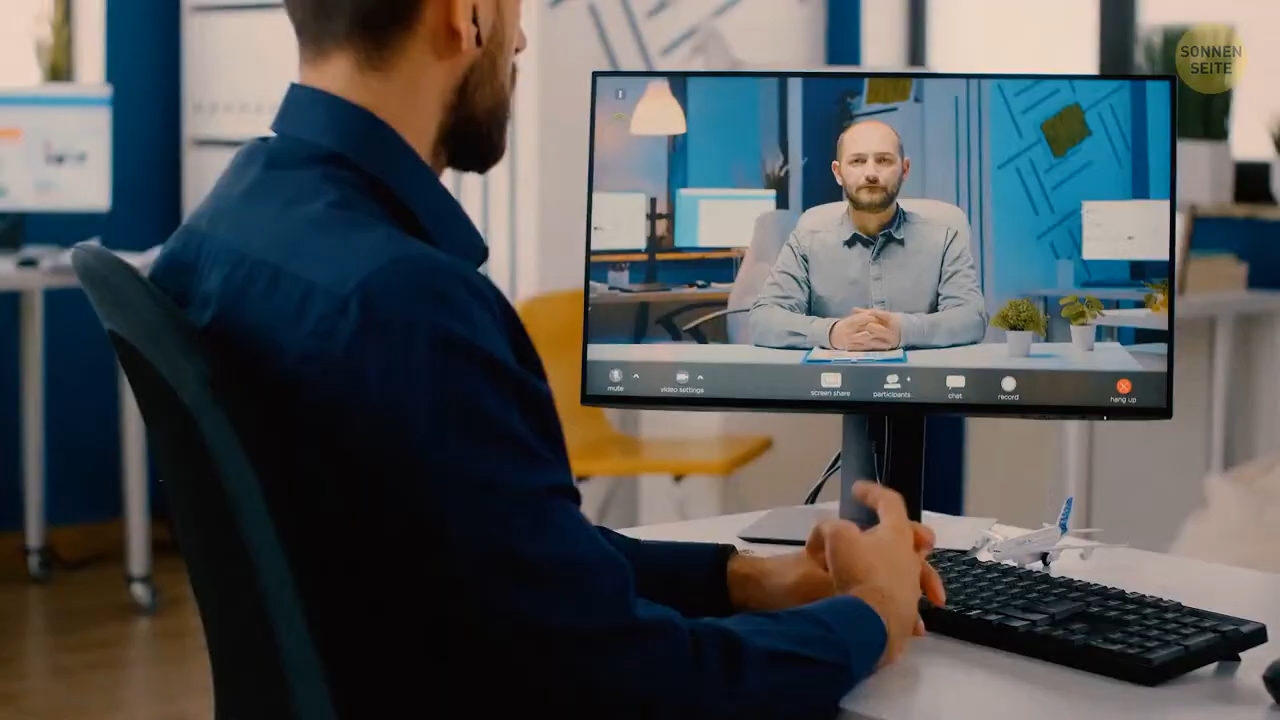 SONNEN
SEITE
mute
video settings
screen share
participants
chat
record
hang up